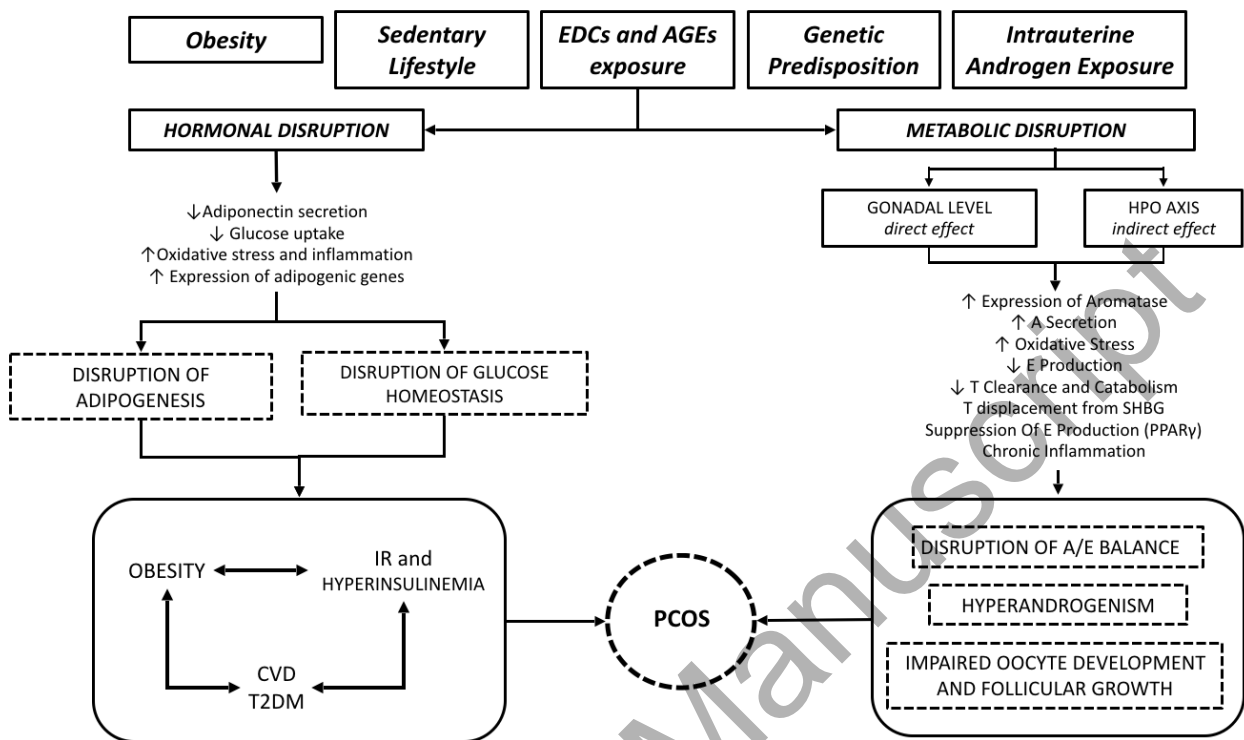 Obesity
Sedentary
Lifestyle
EDCs and AGEs
exposure
Genetic
Predisposition
Intrauterine
Androgen Exposure
HORMONAL DISRUPTION
METABOLIC DISRUPTION
↓Adiponectin secretion
↓ Glucose uptake
↑Oxidative stress and inflammation
↑ Expression of adipogenic genes
GONADAL LEVEL
direct effect
HPO AXIS
indirect effect
↑ Expression of Aromatase
↑ A Secretion
↑ Oxidative Stress
↓ E Production
↓ T Clearance and Catabolism
T displacement from SHBG
Suppression Of E Production (PPARγ)
Chronic Inflammation
DISRUPTION OF
ADIPOGENESIS
DISRUPTION OF GLUCOSE
HOMEOSTASIS
OBESITY
IR and
HYPERINSULINEMIA
CVD
T2DM
PCOS
DISRUPTION OF A/E BALANCE
HYPERANDROGENISM
IMPAIRED OOCYTE DEVELOPMENT
AND FOLLICULAR GROWTH
Manuscript